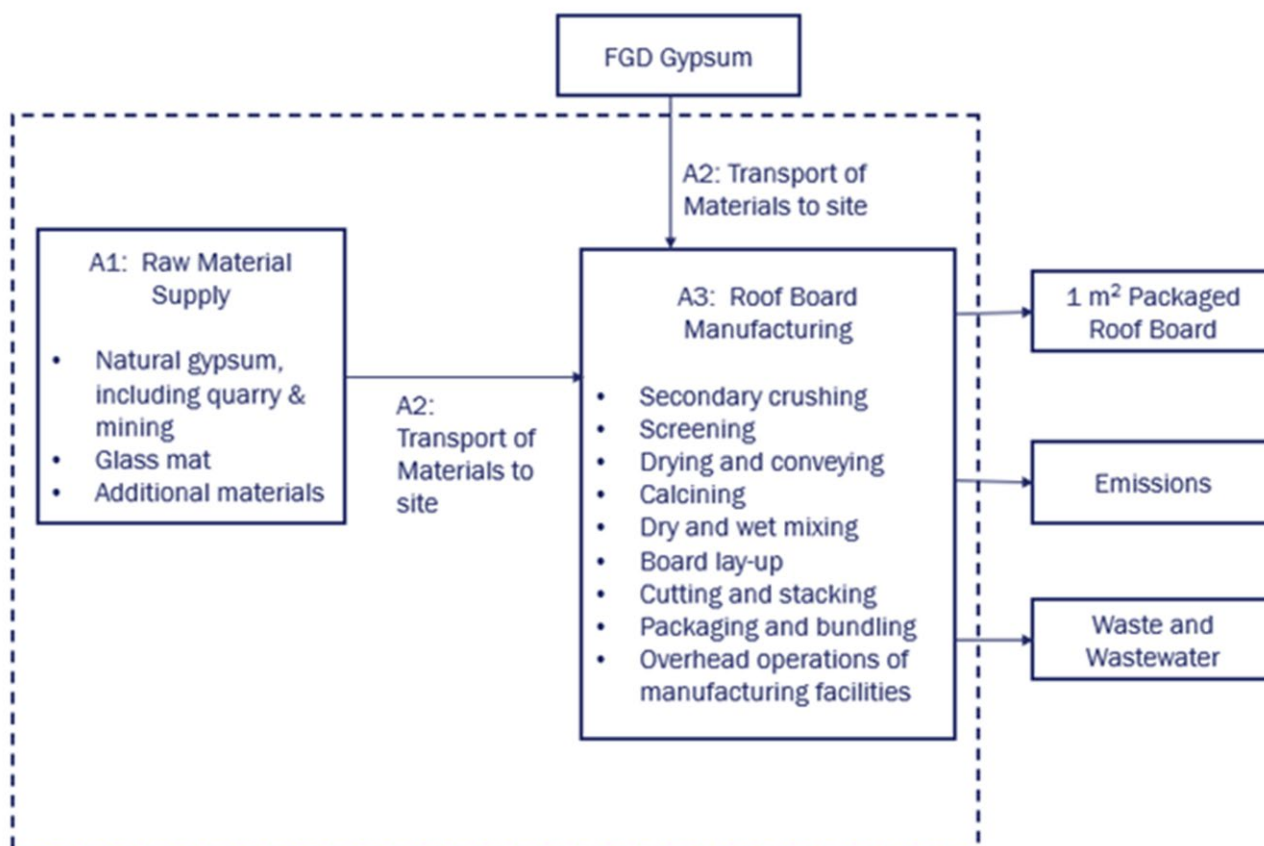 FGD Gypsum
A2: Transport of
Materials to site
A1: Raw Material
Supply
• Natural gypsum,
including quarry &
mining
• Glass mat
• Additional materials
A2:
Transport of
Materials to
site
A3: Roof Board
Manufacturing
• Secondary crushing
• Screening
• Drying and conveying
• Calcining
• Dry and wet mixing
• Board lay-up
• Cutting and stacking
• Packaging and bundling
• Overhead operations of
manufacturing facilities
1 m² Packaged
Roof Board
Emissions
Waste and
Wastewater